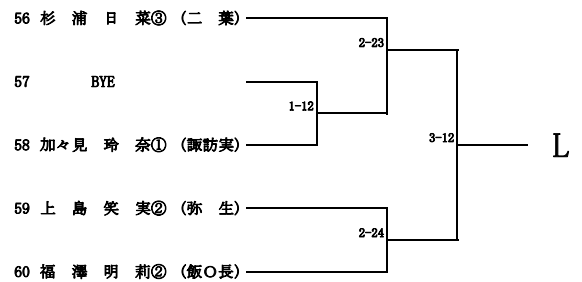 56 杉 浦 日 菜③ (二 葉)
2-23
57 BYE
1-12
58 加々見 玲 奈① (諏訪実)
3-12
L
59 上 島 笑 実② (弥 生)
2-24
60 福 澤 明 莉② (飯O長)